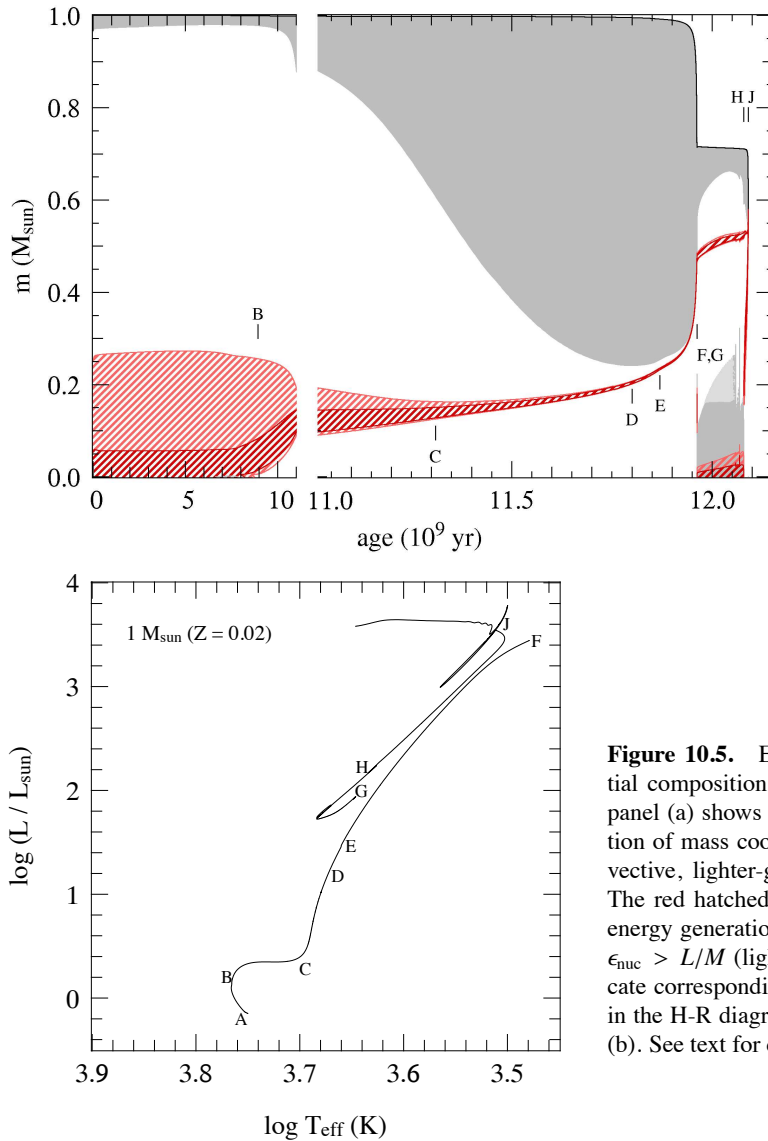 1.0
0.8
0.6
0.4
0.2
0.0
m (Msun)
B
C
D
E
F,G
H J
0 5 10 11.0 11.5 12.0
age (10⁹ yr)
4
3
2
1
0
log (L / Lsun)
1 Msun (Z = 0.02)
J
F
H
G
E
D
C
B
A
3.9 3.8 3.7 3.6 3.5
log Teff (K)
Figure 10.5. E
tial composition
panel (a) shows
tion of mass coo
vective, lighter-g
The red hatched
energy generatio
ϵnuc > L/M (ligh
cate correspondi
in the H-R diagr
(b). See text for